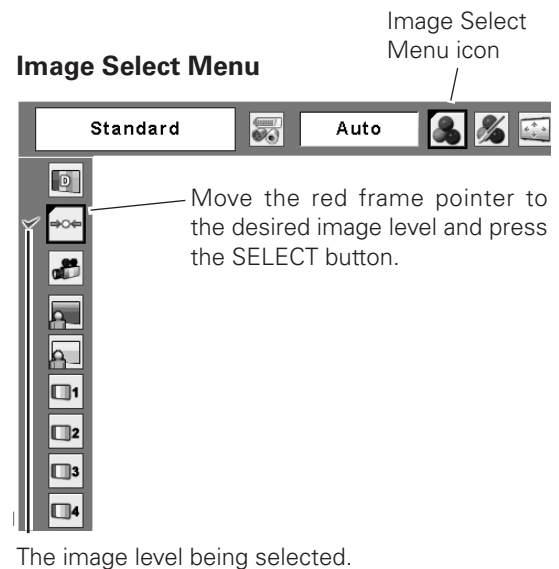 Image Select
Menu icon
Image Select Menu
Standard
Auto
D
Move the red frame pointer to
the desired image level and press
the SELECT button.
1
2
3
4
The image level being selected.